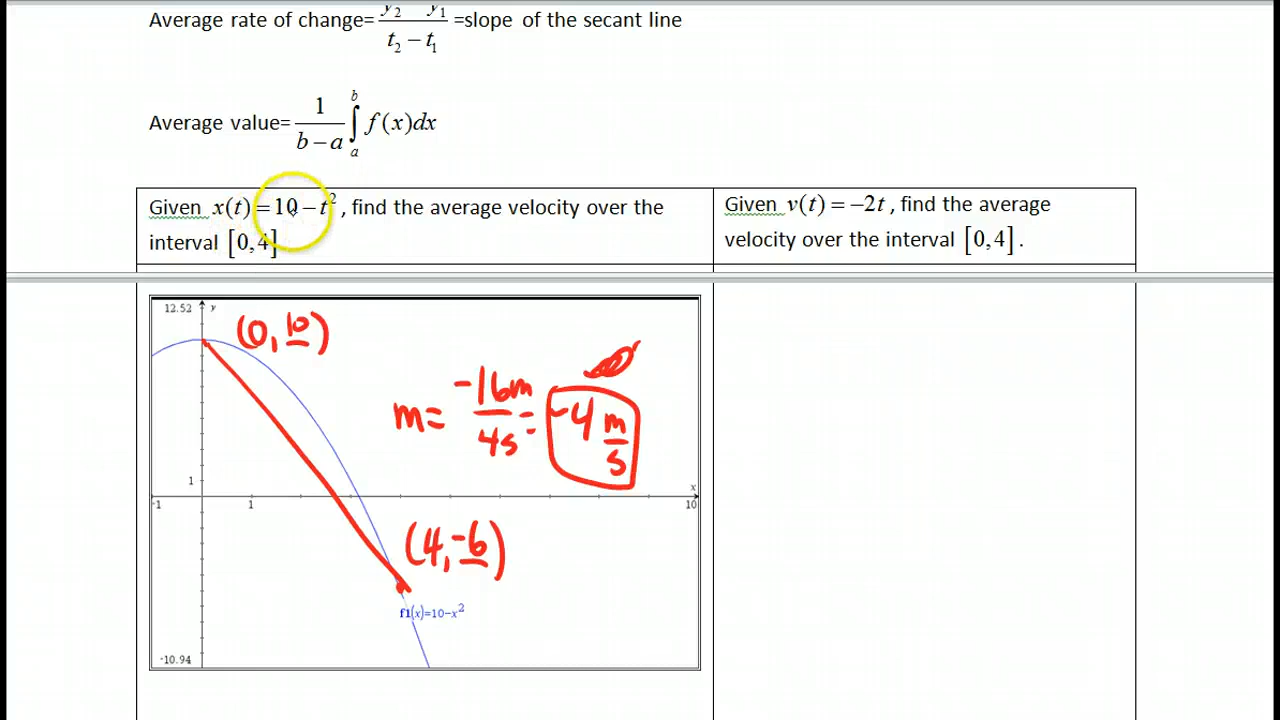 Average rate of change= y₂ y₁ / t₂ − t₁ =slope of the secant line
Average value= 1/(b−a) ∫ₐᵇ f(x)dx
Given x(t)=10−t², find the average velocity over the
interval [0,4]
Given v(t)=−2t, find the average
velocity over the interval [0,4].
12.52 y
(0, 10)
m= -16m / 4s = -4 m/s
1
x
-1 1 10
(4, -6)
f1(x)=10-x²
-10.94